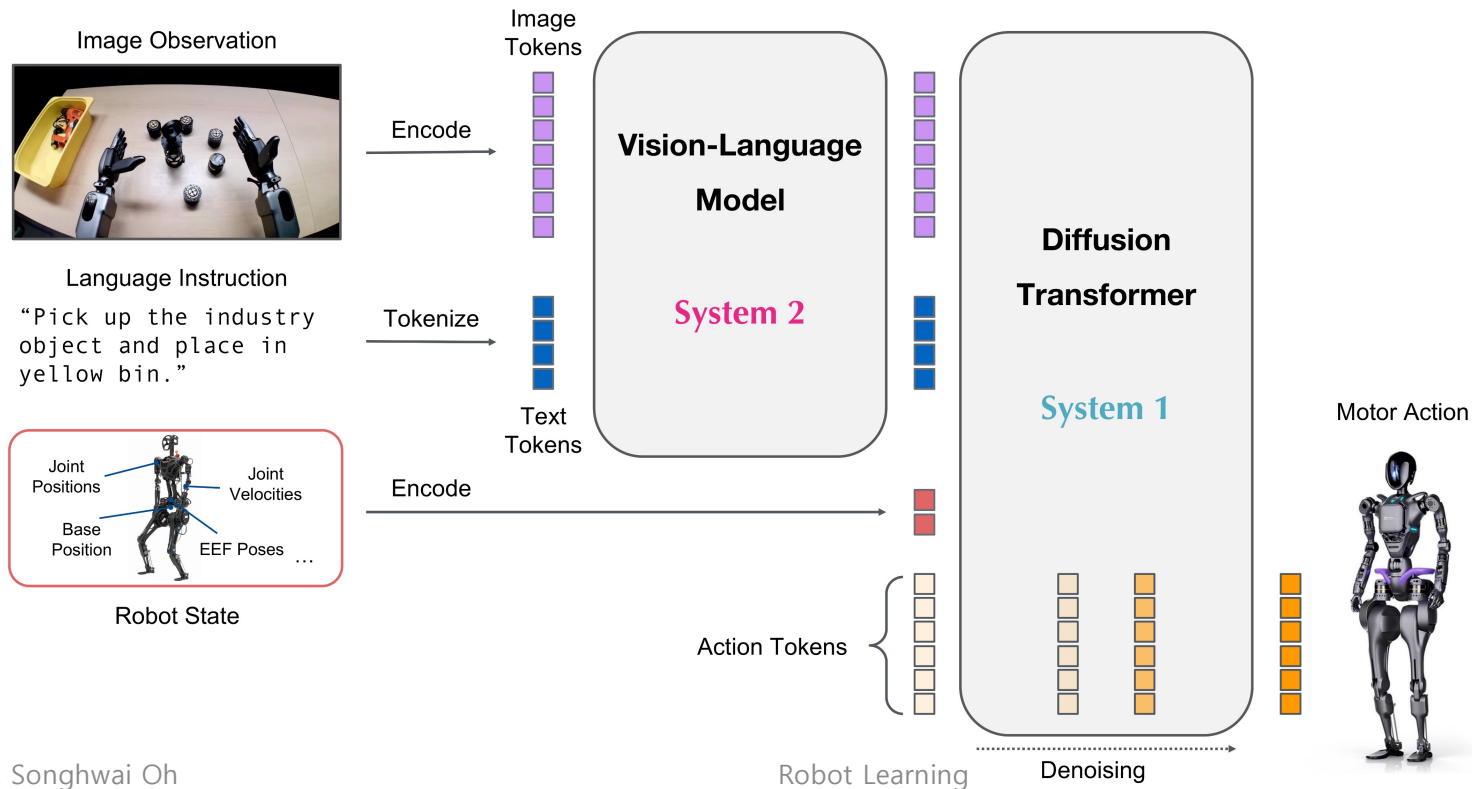 Image Observation
Encode
Image
Tokens
Vision-Language
Model
System 2
Language Instruction
“Pick up the industry
object and place in
yellow bin.”
Tokenize
Text
Tokens
Diffusion
Transformer
System 1
Motor Action
Joint
Positions
Joint
Velocities
Base
Position
EEF Poses
...
Robot State
Encode
Action Tokens
Denoising
Songhwai Oh
Robot Learning